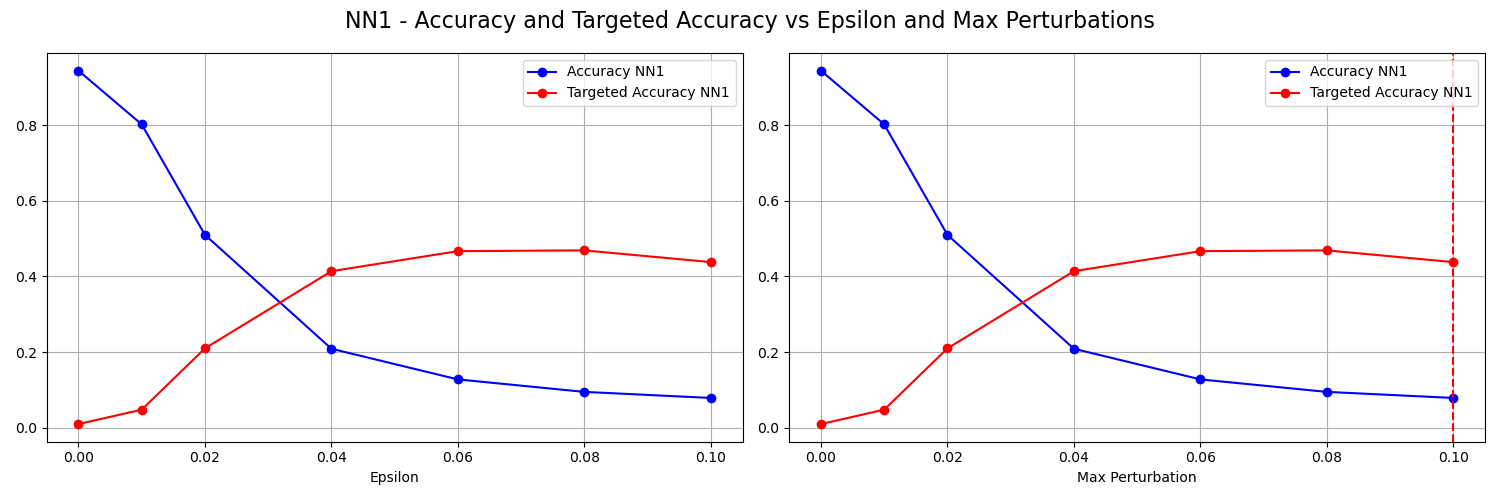 NN1 - Accuracy and Targeted Accuracy vs Epsilon and Max Perturbations
Accuracy NN1
Targeted Accuracy NN1
0.8
0.6
0.4
0.2
0.0
0.00 0.02 0.04 0.06 0.08 0.10
Epsilon
Accuracy NN1
Targeted Accuracy NN1
0.8
0.6
0.4
0.2
0.0
0.00 0.02 0.04 0.06 0.08 0.10
Max Perturbation